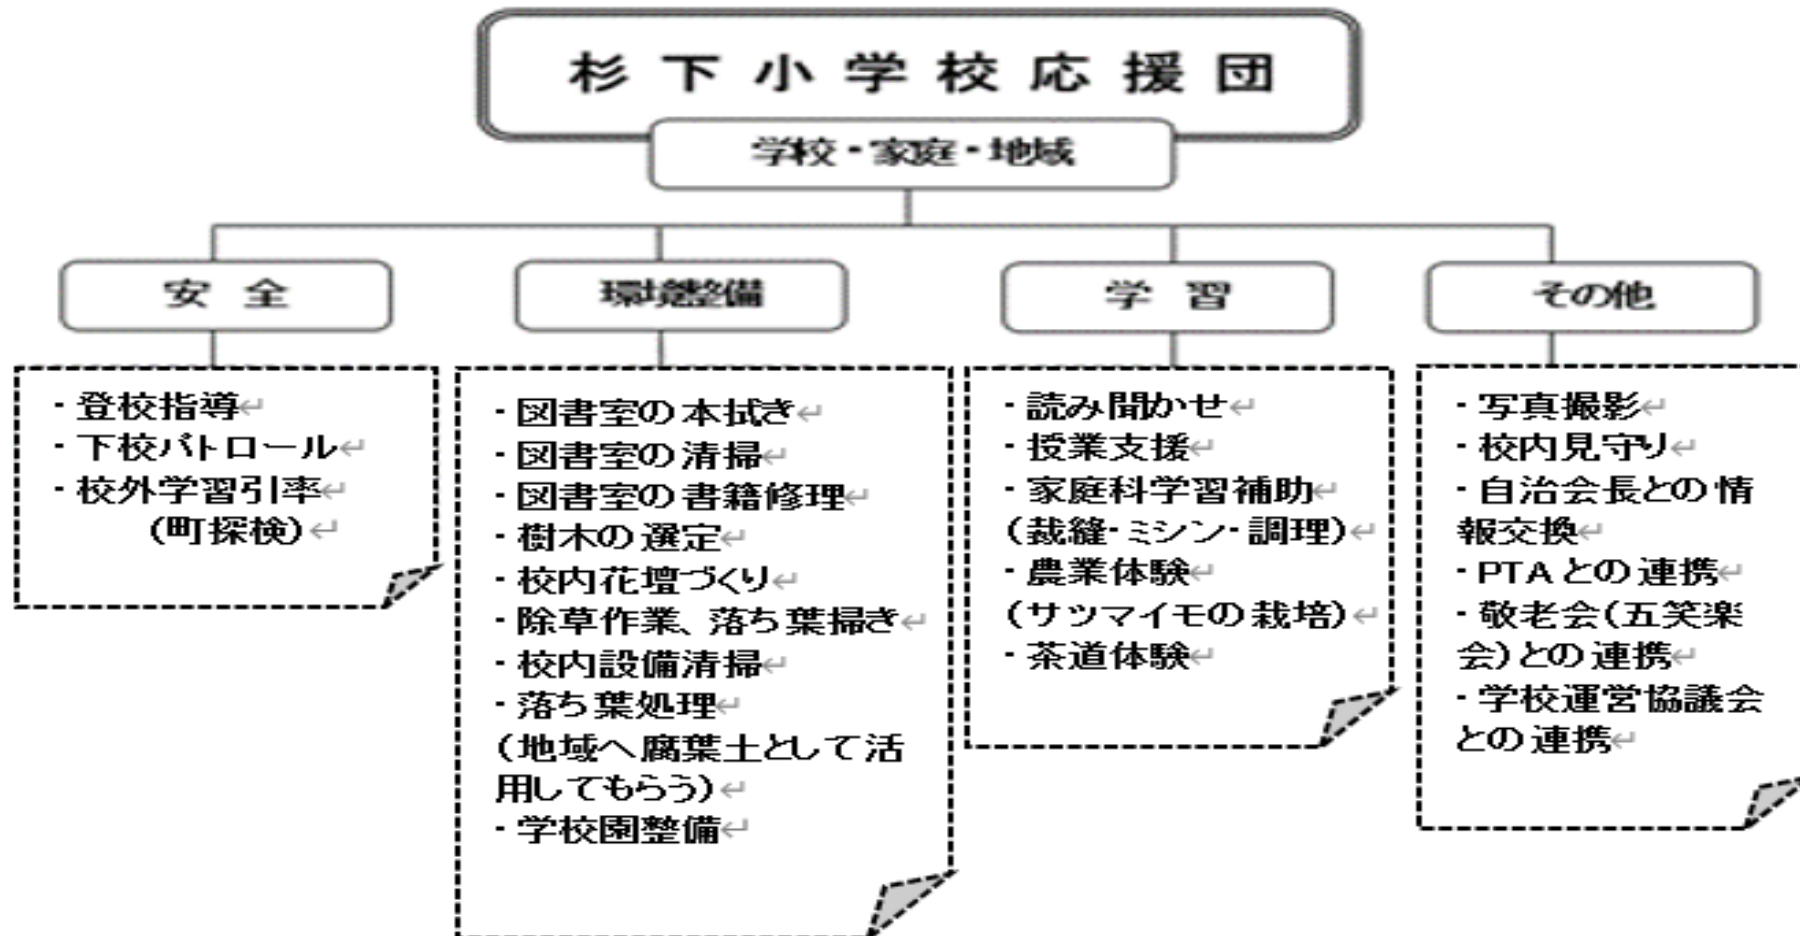 杉下小学校応援団
学校・家庭・地域
安 全
・登校指導
・下校パトロール
・校外学習引率
(町探検)
環境整備
・図書室の本拭き
・図書室の清掃
・図書室の書籍修理
・樹木の選定
・校内花壇づくり
・除草作業、落ち葉掃き
・校内設備清掃
・落ち葉処理
(地域へ腐葉土として活
用してもらう)
・学校園整備
学 習
・読み聞かせ
・授業支援
・家庭科学習補助
(裁縫・ミシン・調理)
・農業体験
(サツマイモの栽培)
・茶道体験
その他
・写真撮影
・校内見守り
・自治会長との情
報交換
・PTAとの連携
・敬老会(五笑楽
会)との連携
・学校運営協議会
との連携